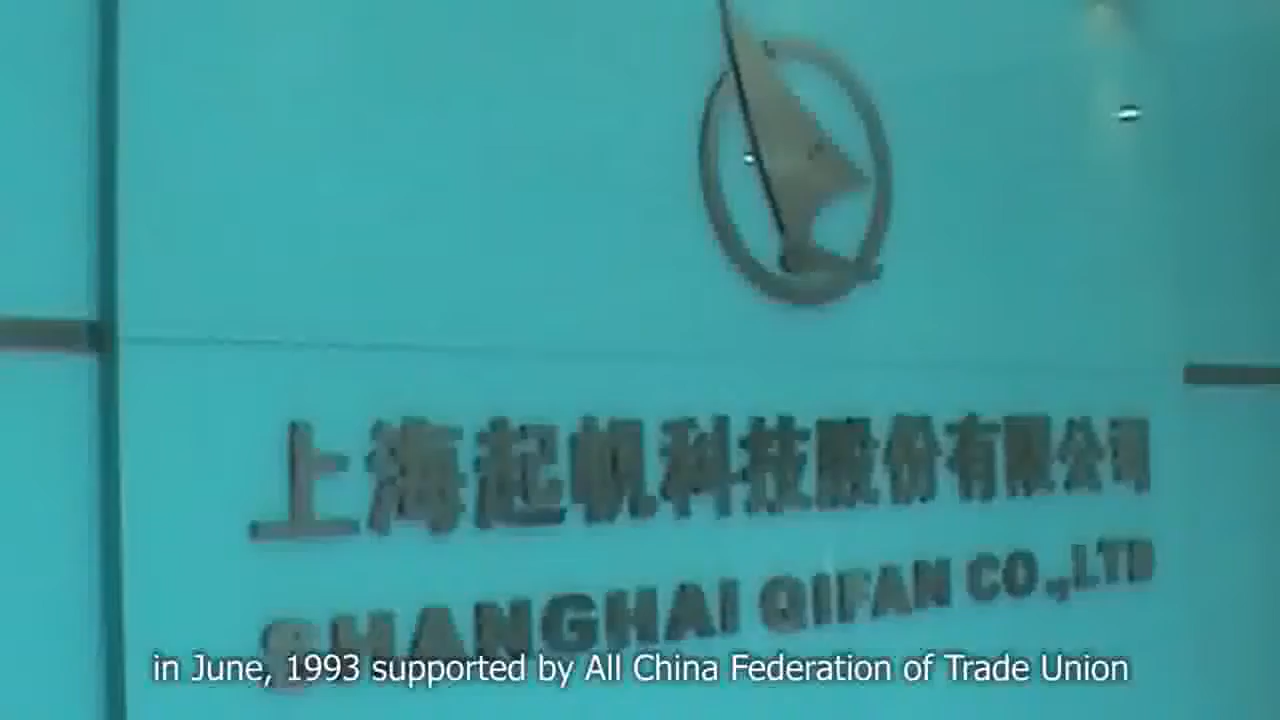 上海起帆科技股份有限公司
SHANGHAI QIFAN CO.,LTD
in June, 1993 supported by All China Federation of Trade Union